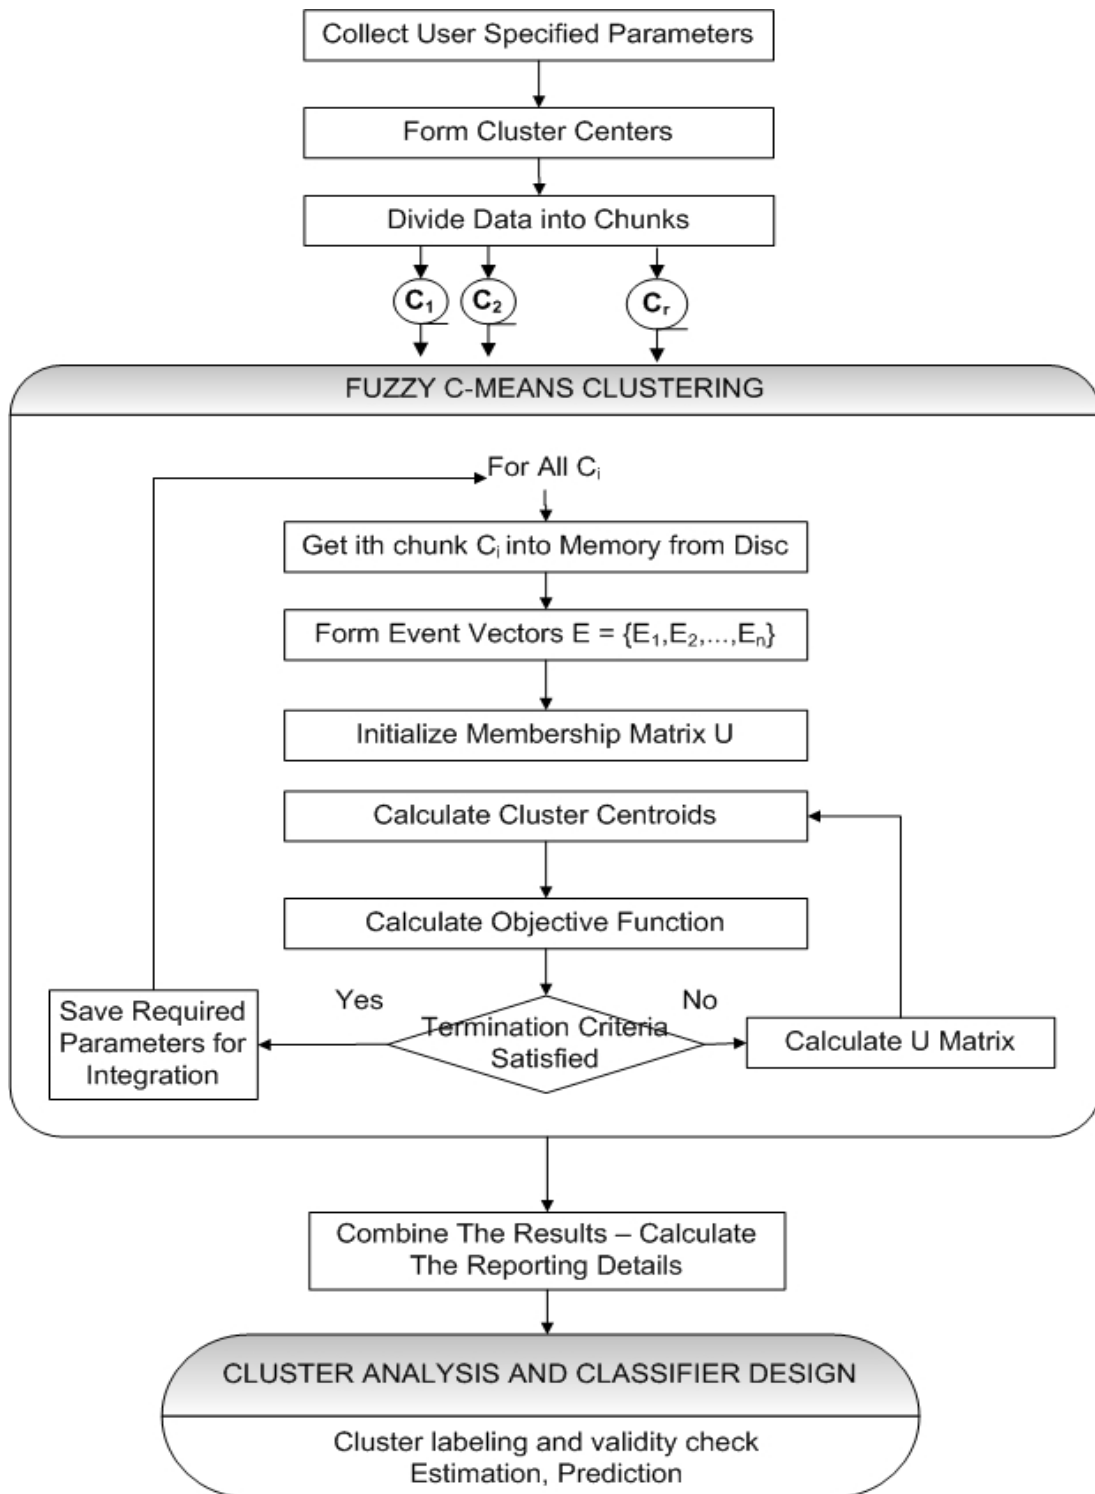 Collect User Specified Parameters
Form Cluster Centers
Divide Data into Chunks
C₁ C₂ Cᵣ
FUZZY C-MEANS CLUSTERING
For All Cᵢ
Get ith chunk Cᵢ into Memory from Disc
Form Event Vectors E = {E₁,E₂,...,Eₙ}
Initialize Membership Matrix U
Calculate Cluster Centroids
Calculate Objective Function
Yes
No
Save Required
Parameters for
Integration
Termination Criteria
Satisfied
Calculate U Matrix
Combine The Results – Calculate
The Reporting Details
CLUSTER ANALYSIS AND CLASSIFIER DESIGN
Cluster labeling and validity check
Estimation, Prediction